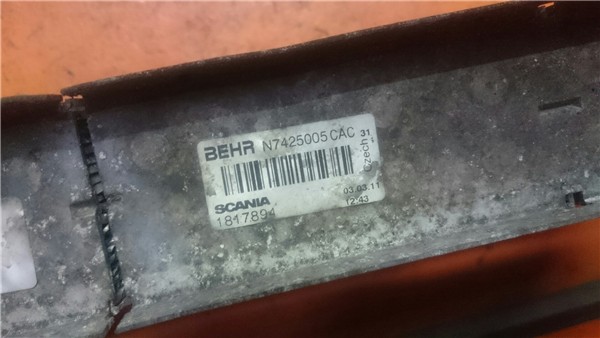 BEHR N7425005 CAC
SCANIA
1817894
03.03.11
12:43
Czech 31